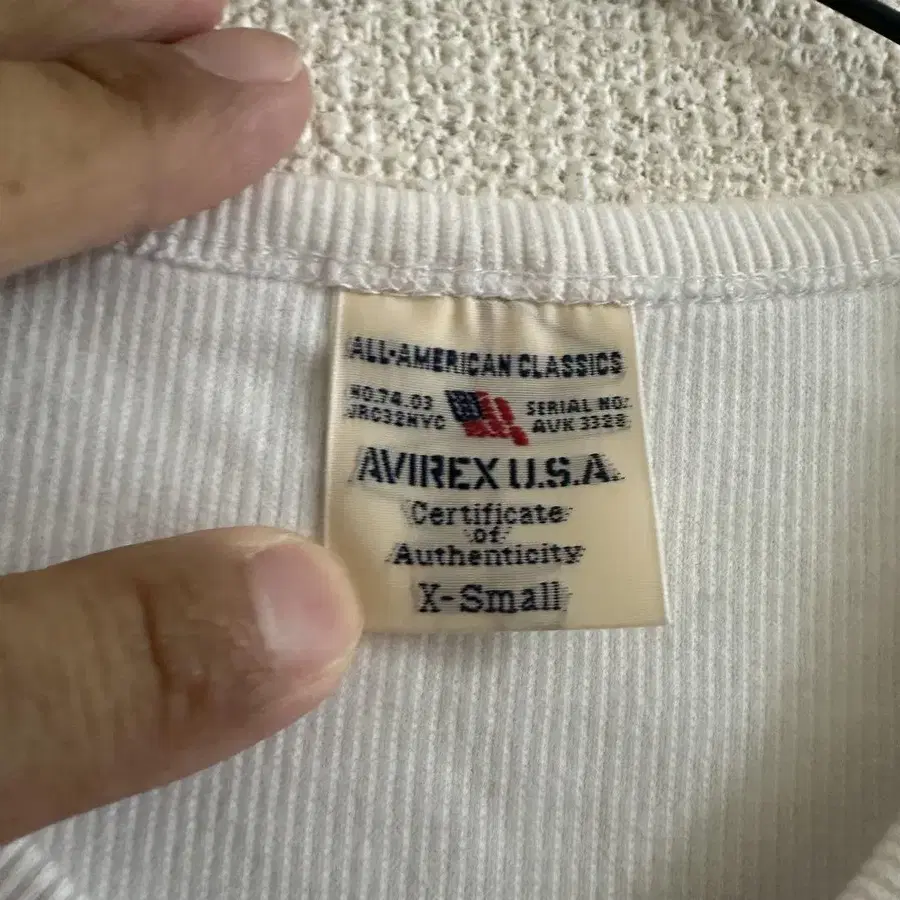 ALL-AMERICAN CLASSICS
NO.74.03
JRC32NYC
SERIAL NO:
AVK 3328
AVIREX U.S.A.
Certificate
of
Authenticity
X-Small